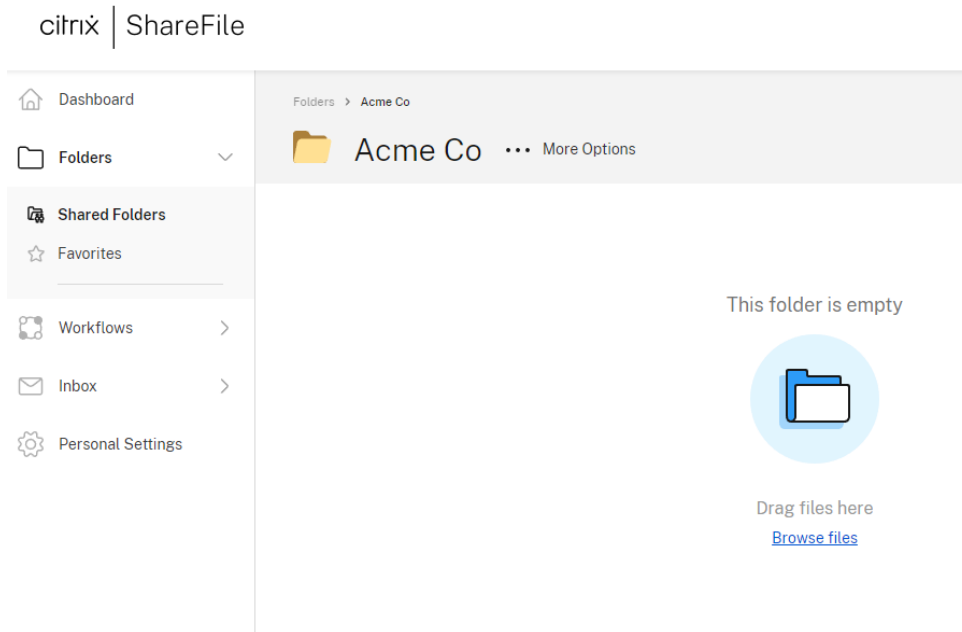 citrix | ShareFile
Dashboard
Folders
Shared Folders
Favorites
Workflows
Inbox
Personal Settings
Folders > Acme Co
Acme Co ••• More Options
This folder is empty
Drag files here
Browse files